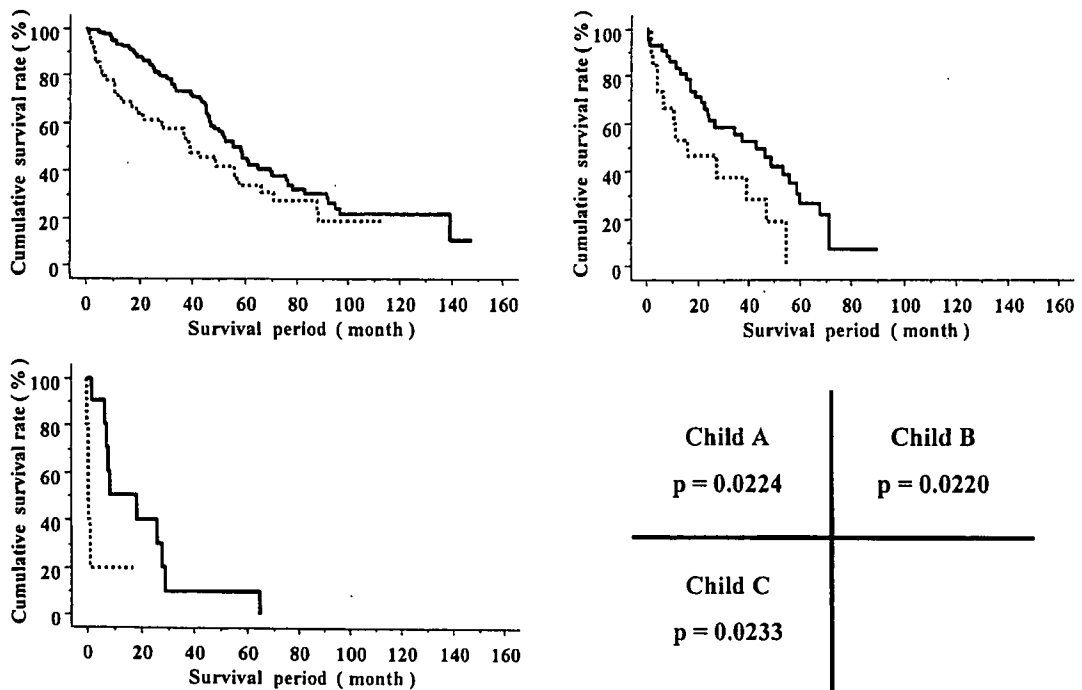 Cumulative survival rate ( % )
100
80
60
40
20
0
0 20 40 60 80 100 120 140 160
Survival period ( month )
Cumulative survival rate ( % )
100
80
60
40
20
0
0 20 40 60 80 100 120 140 160
Survival period ( month )
Cumulative survival rate ( % )
100
80
60
40
20
0
0 20 40 60 80 100 120 140 160
Survival period ( month )
Child A
p = 0.0224
Child B
p = 0.0220
Child C
p = 0.0233